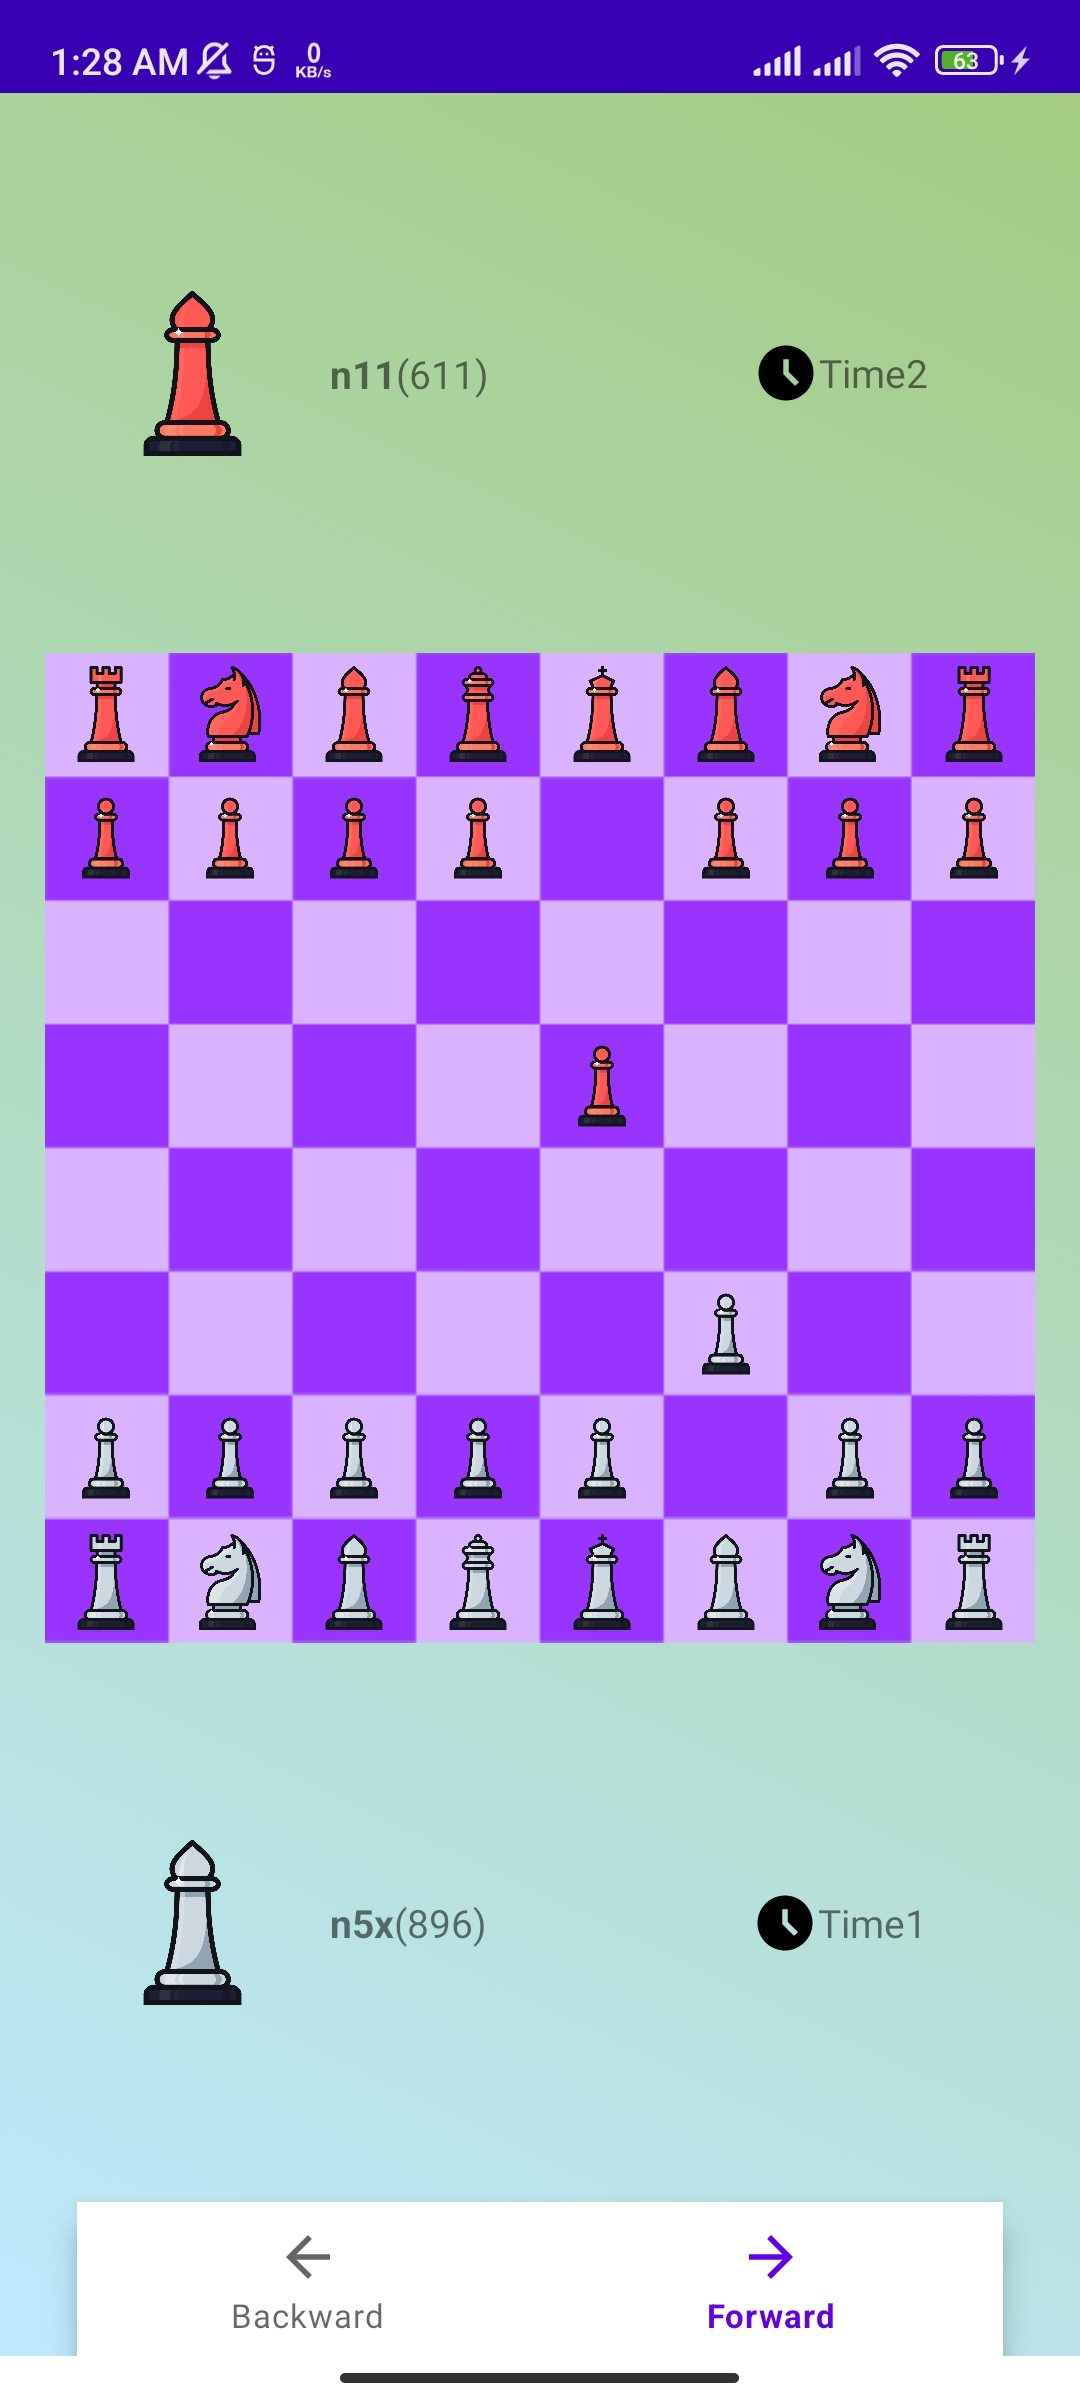 1:28 AM 0 KB/s 63
n11(611) Time2
n5x(896) Time1
Backward Forward